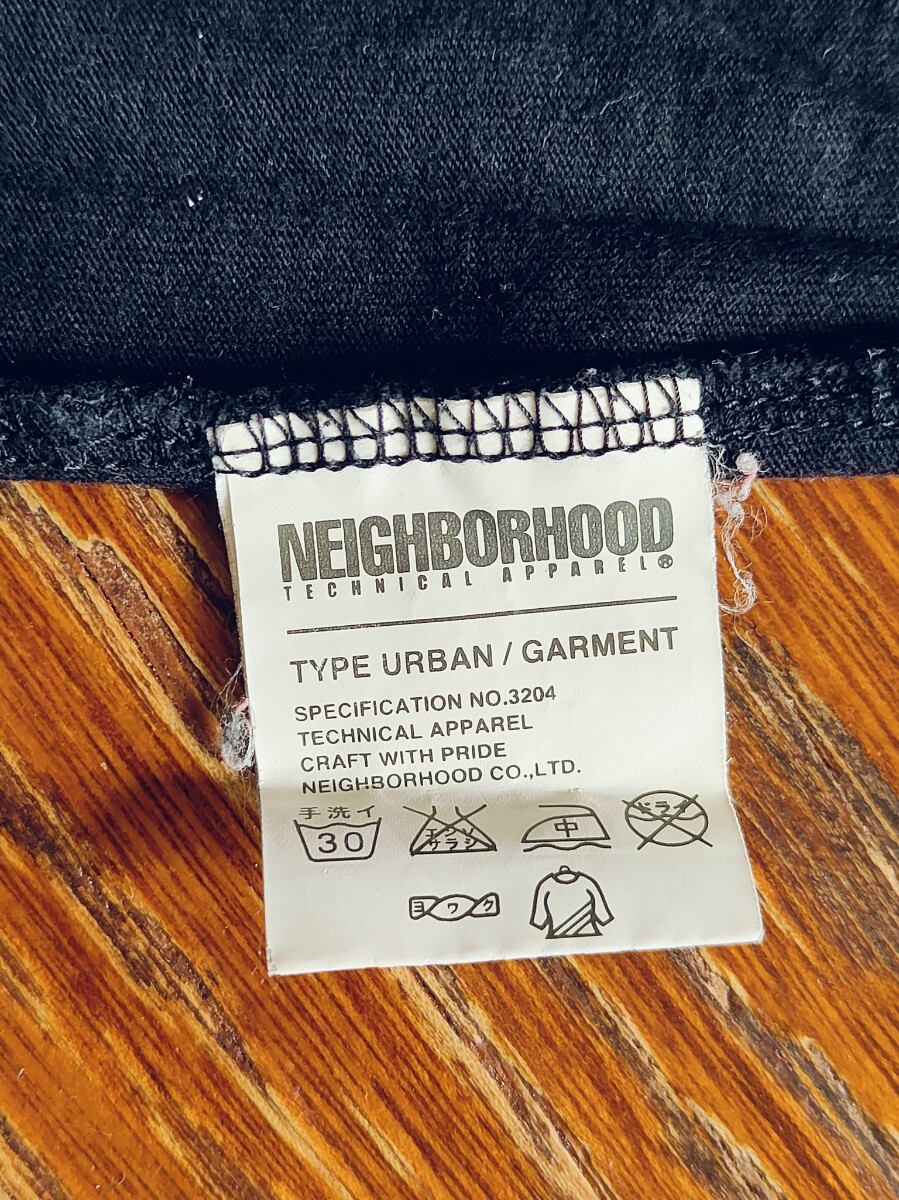 NEIGHBORHOOD
TECHNICAL APPAREL®
TYPE URBAN / GARMENT
SPECIFICATION NO.3204
TECHNICAL APPAREL
CRAFT WITH PRIDE
NEIGHBORHOOD CO.,LTD.
手洗イ
30
エンソ
サラシ
中
ドライ
ヨワク